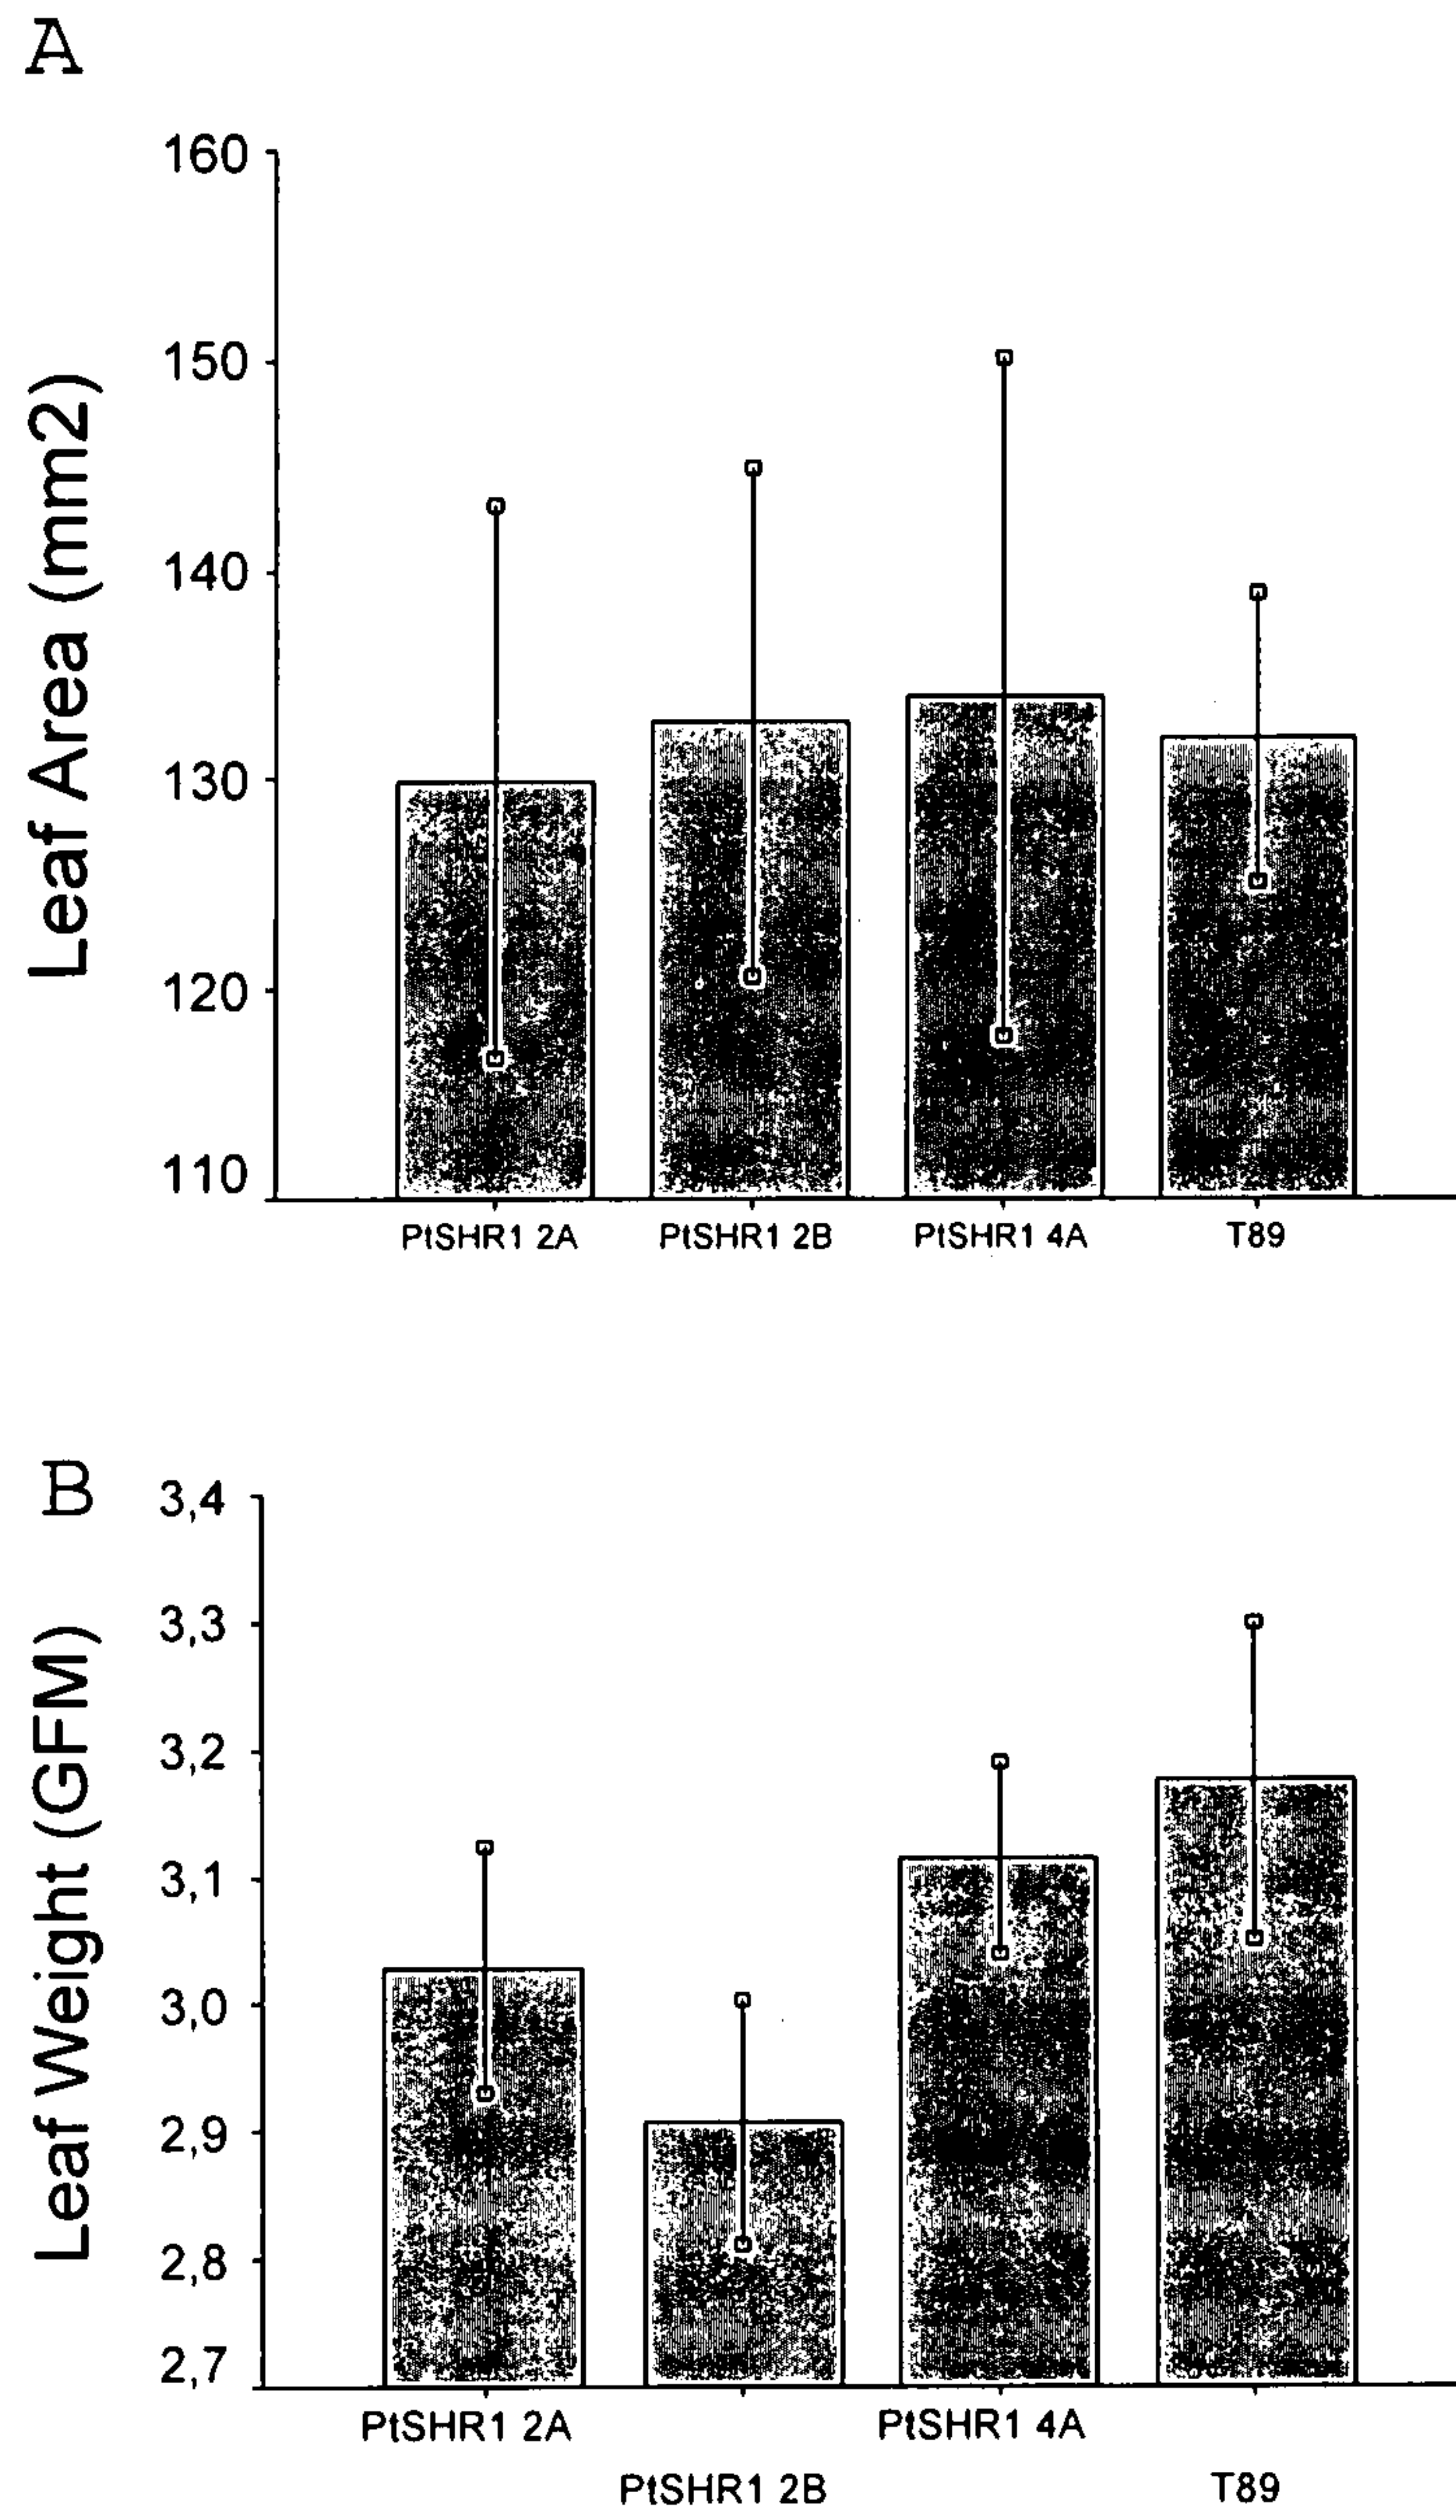 A
160
150
140
130
120
110
Leaf Area (mm2)
PtSHR1 2A PtSHR1 2B PtSHR1 4A T89
B
3,4
3,3
3,2
3,1
3,0
2,9
2,8
2,7
Leaf Weight (GFM)
PtSHR1 2A PtSHR1 4A
PtSHR1 2B T89